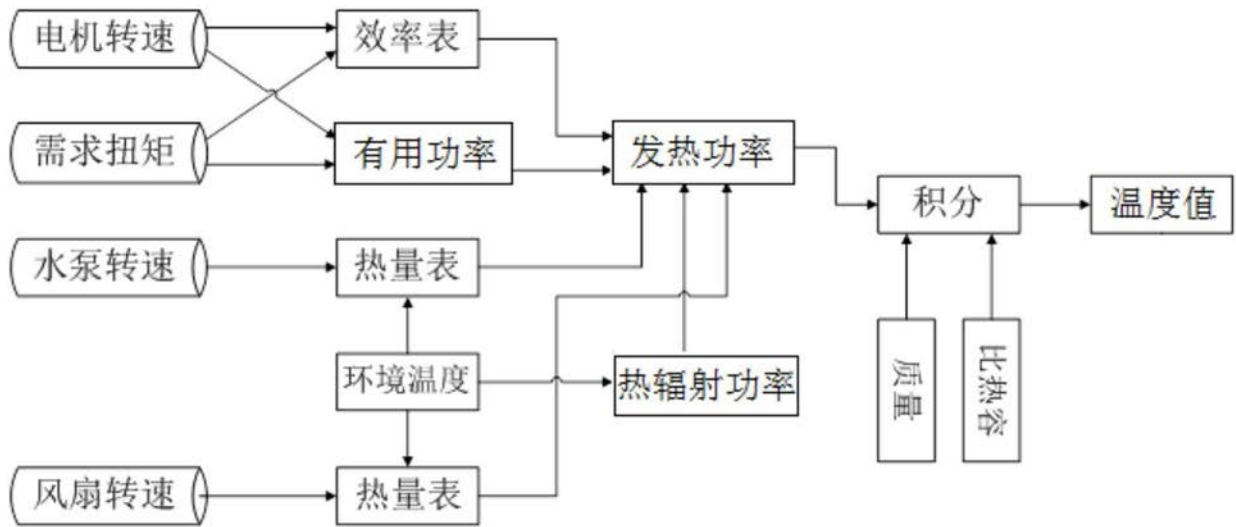 电机转速
效率表
需求扭矩
有用功率
发热功率
积分
温度值
水泵转速
热量表
环境温度
热辐射功率
质量
比热容
风扇转速
热量表